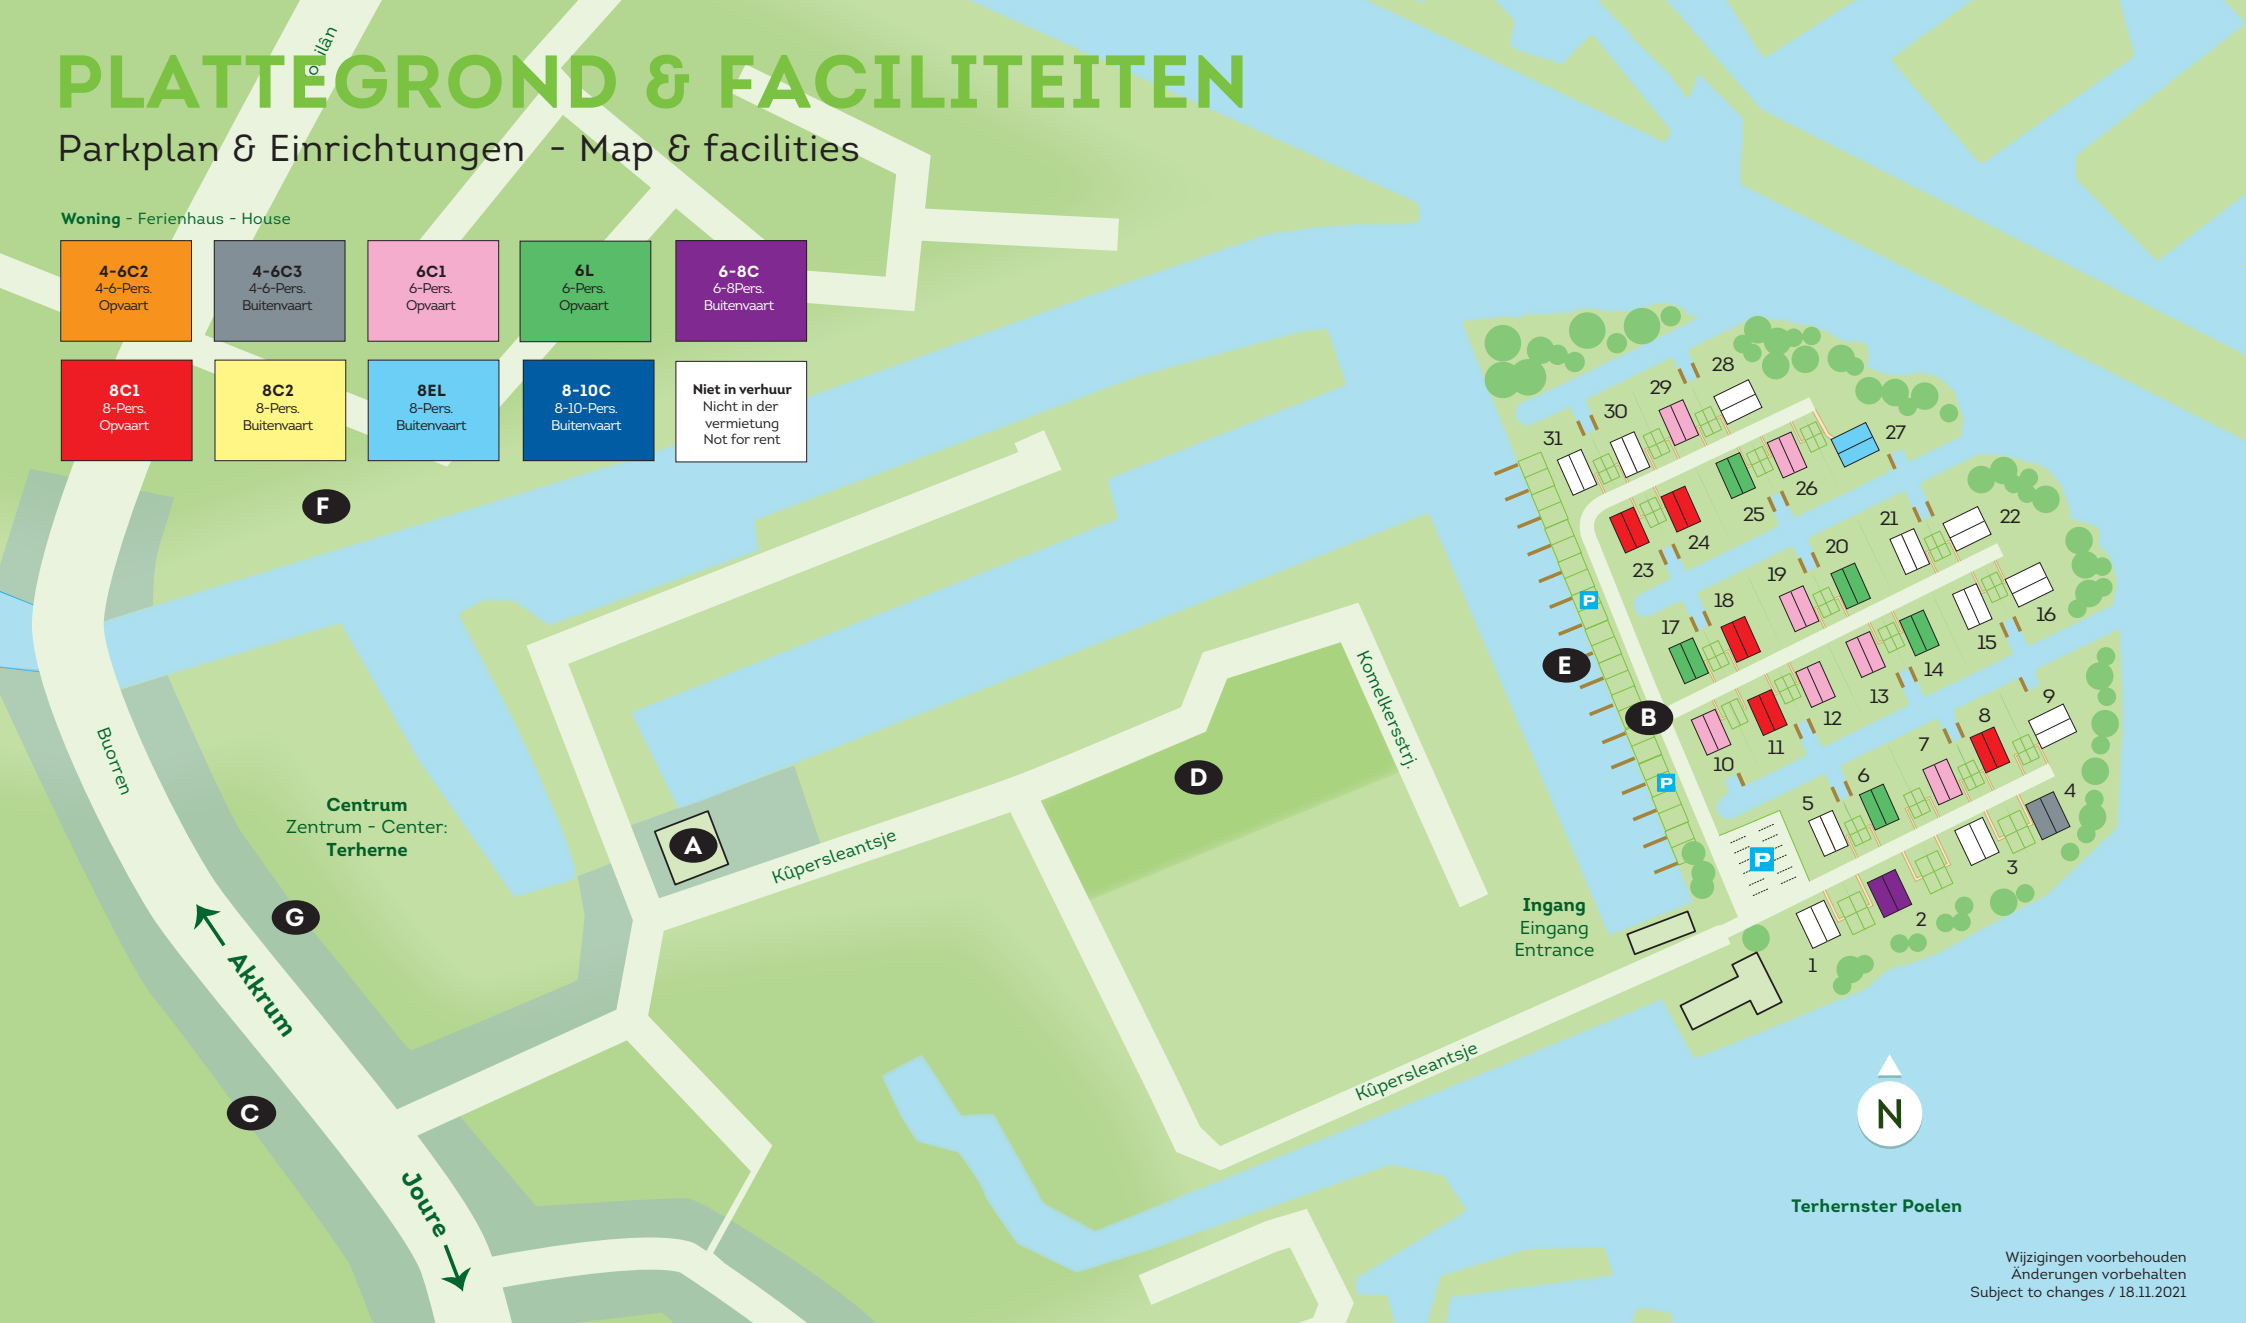 ilân
o
PLATTEGROND & FACILITEITEN
Parkplan & Einrichtungen - Map & facilities
Woning - Ferienhaus - House
4-6C2
4-6-Pers.
Opvaart
4-6C3
4-6-Pers.
Buitenvaart
6C1
6-Pers.
Opvaart
6L
6-Pers.
Opvaart
6-8C
6-8Pers.
Buitenvaart
8C1
8-Pers.
Opvaart
8C2
8-Pers.
Buitenvaart
8EL
8-Pers.
Buitenvaart
8-10C
8-10-Pers.
Buitenvaart
Niet in verhuur
Nicht in der
vermietung
Not for rent
F
28
29
30
31
27
26
25
24
23
22
21
20
19
18
17
16
15
14
13
12
11
10
9
8
7
6
5
4
3
2
1
P
E
B
P
P
D
A
G
C
Komelkersstrj.
Buorren
Centrum
Zentrum - Center:
Terherne
Kûpersleantsje
Akkrum
Joure
Ingang
Eingang
Entrance
Kûpersleantsje
N
Terhernster Poelen
Wijzigingen voorbehouden
Änderungen vorbehalten
Subject to changes / 18.11.2021